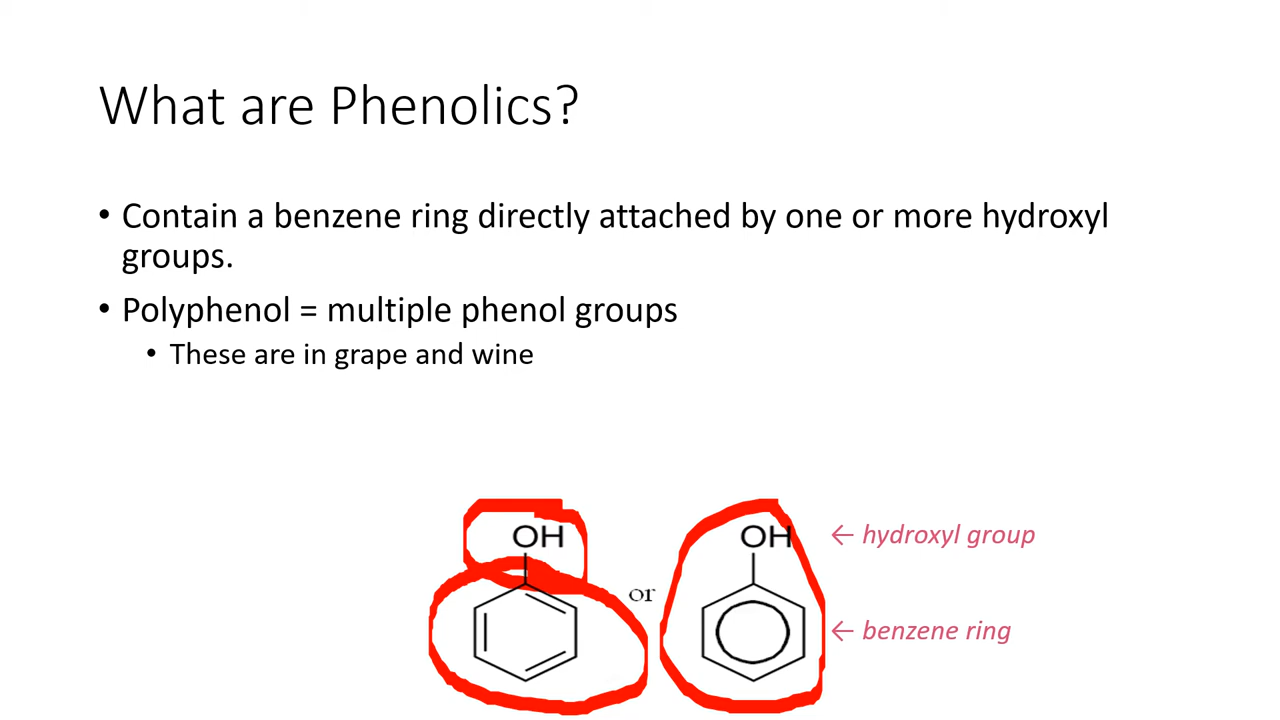 What are Phenolics?
• Contain a benzene ring directly attached by one or more hydroxyl
groups.
• Polyphenol = multiple phenol groups
• These are in grape and wine
OH
OH
← hydroxyl group
or
← benzene ring